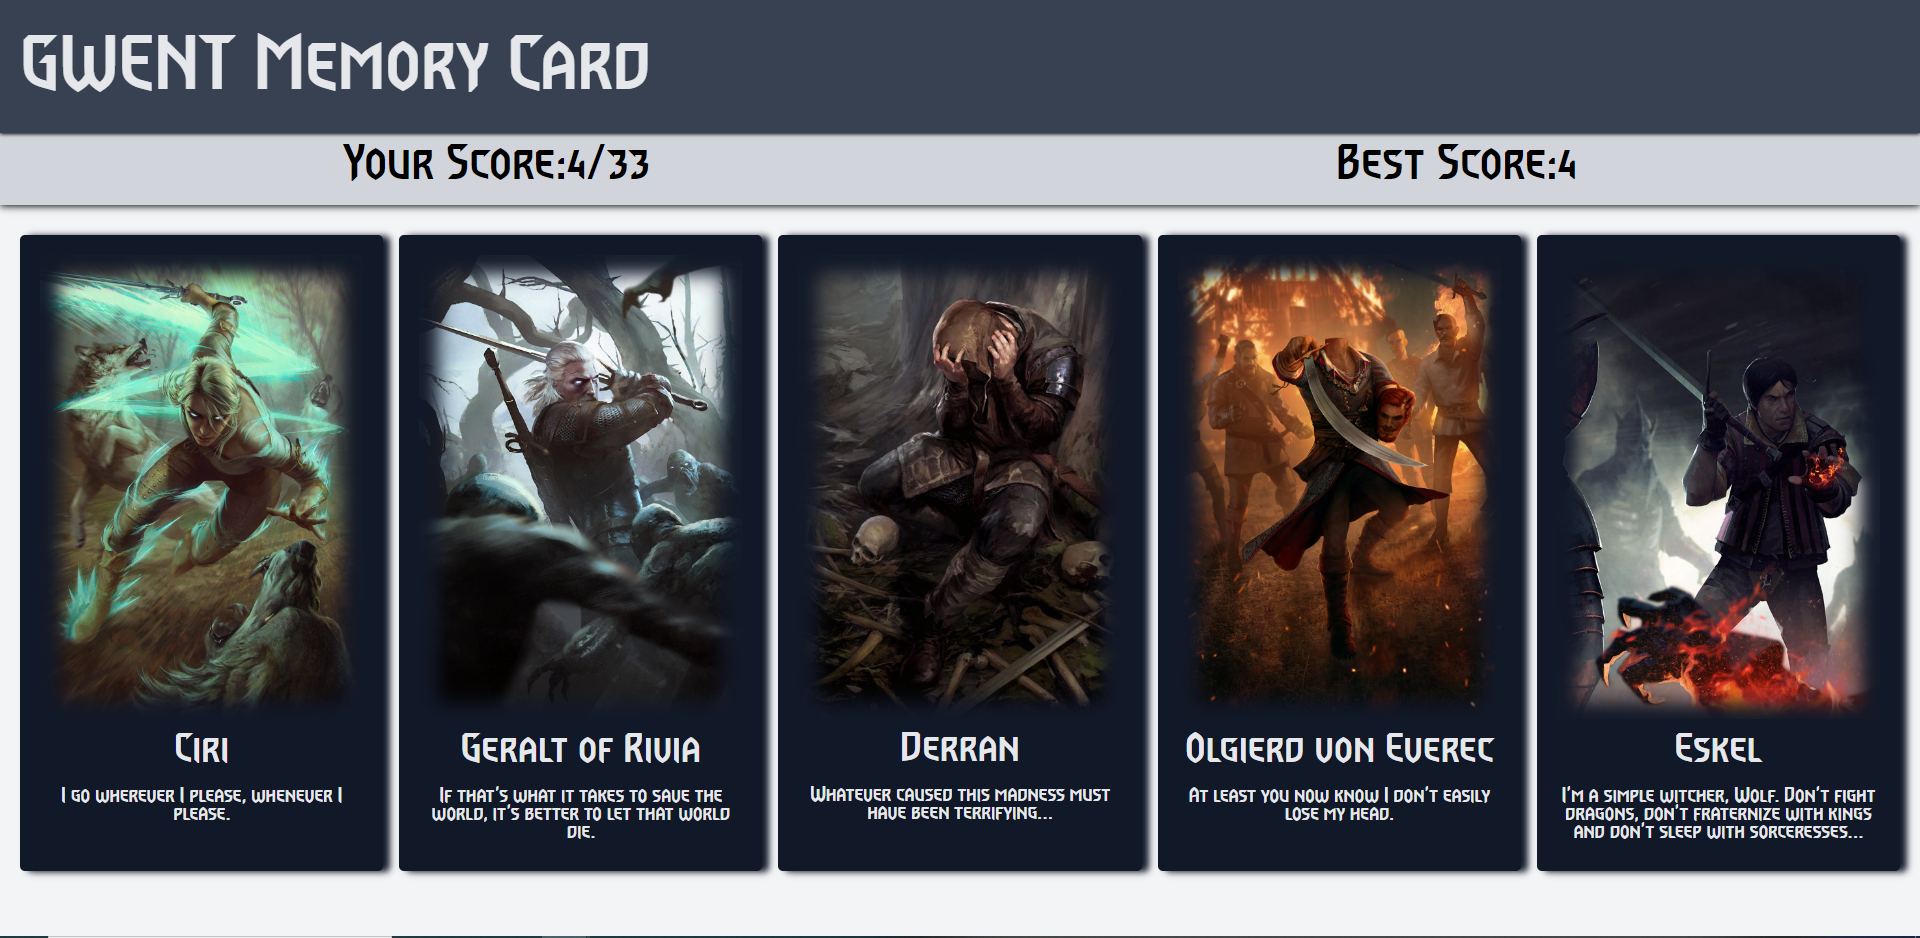 GWENT Memory Card
Your Score:4/33
Best Score:4
Ciri
I go wherever I please, whenever I
please.
Geralt of Rivia
If that's what it takes to save the
world, it's better to let that world
die.
Derran
Whatever caused this madness must
have been terrifying...
Olgierd von Everec
At least you now know I don't easily
lose my head.
Eskel
I'm a simple witcher, Wolf. Don't fight
dragons, don't fraternize with kings
and don't sleep with sorceresses...